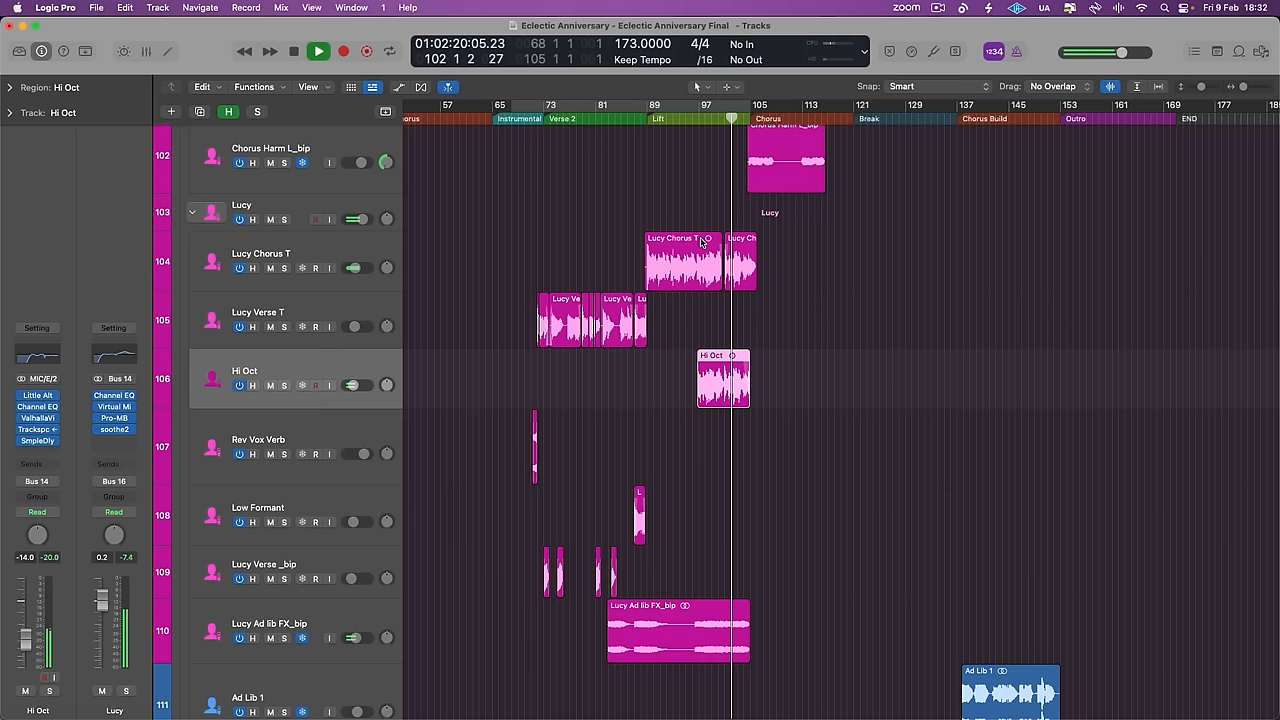 Logic Pro File Edit Track Navigate Record Mix View Window 1 Help zoom UA Fri 9 Feb 18:32
Eclectic Anniversary - Eclectic Anniversary Final - Tracks
01:02:20:05.23 0068 1 1 001 173.0000 4/4 No In CPU
102 1 2 27 0105 1 1 001 Keep Tempo /16 No Out
1234
Region: Hi Oct
Track: Hi Oct
Edit Functions View Snap: Smart Drag: No Overlap
H S
57 65 73 81 89 97 105 113 121 129 137 145 153 161 169 177
orus Instrumental Verse 2 Lift Chorus Break Chorus Build Outro END
102 Chorus Harm L_bip
H M S I
Chorus Harm L_bip
103 Lucy
H M S R I
Lucy
104 Lucy Chorus T
H M S R I
Lucy Chorus T Lucy Ch
105 Lucy Verse T
H M S R I
Lucy Ve Lucy Ve Lu
106 Hi Oct
H M S R I
Hi Oct
107 Rev Vox Verb
H M S R I
108 Low Formant
H M S R I
L
109 Lucy Verse _bip
H M S R I
110 Lucy Ad lib FX_bip
H M S I
Lucy Ad lib FX_bip
111 Ad Lib 1
H M S I
Ad Lib 1
Setting Setting
MIC/E/2 Bus 14
Little Alt Channel EQ
Channel EQ Virtual Mi
ValhallaVi Pro-MB
Trackspc soothe2
SmpleDly
Sends Sends
Bus 14 Bus 16
Group Group
Read Read
-14.0 -20.0 0.2 -7.4
R I
M S M S
Hi Oct Lucy